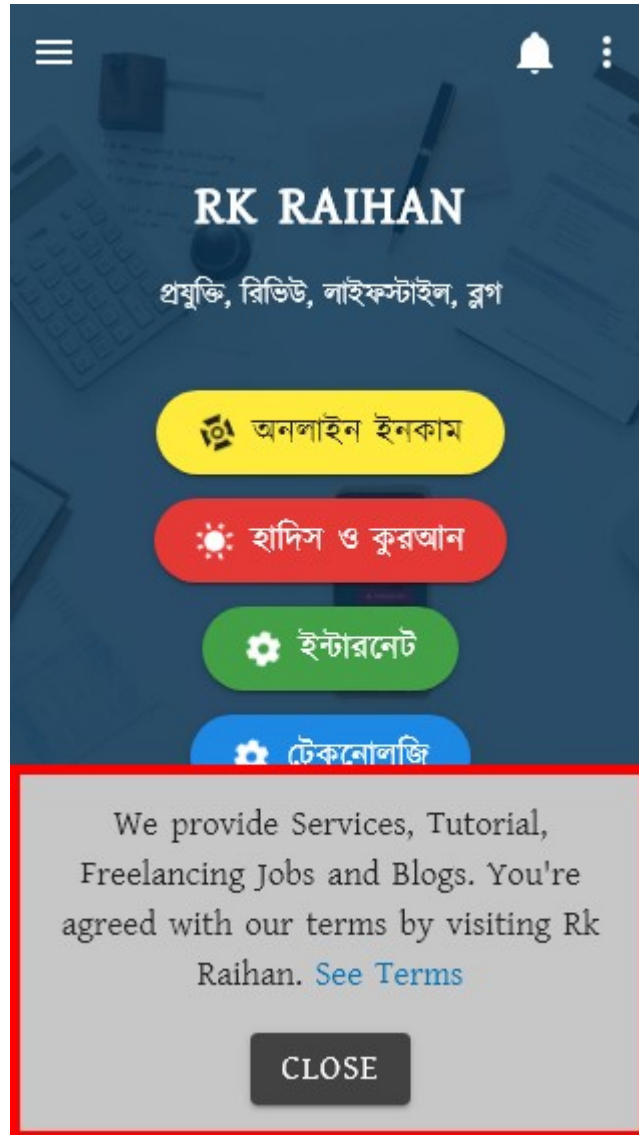 RK RAIHAN
প্রযুক্তি, রিভিউ, লাইফস্টাইল, ব্লগ
অনলাইন ইনকাম
হাদিস ও কুরআন
ইন্টারনেট
টেকনোলজি
We provide Services, Tutorial,
Freelancing Jobs and Blogs. You're
agreed with our terms by visiting Rk
Raihan. See Terms
CLOSE